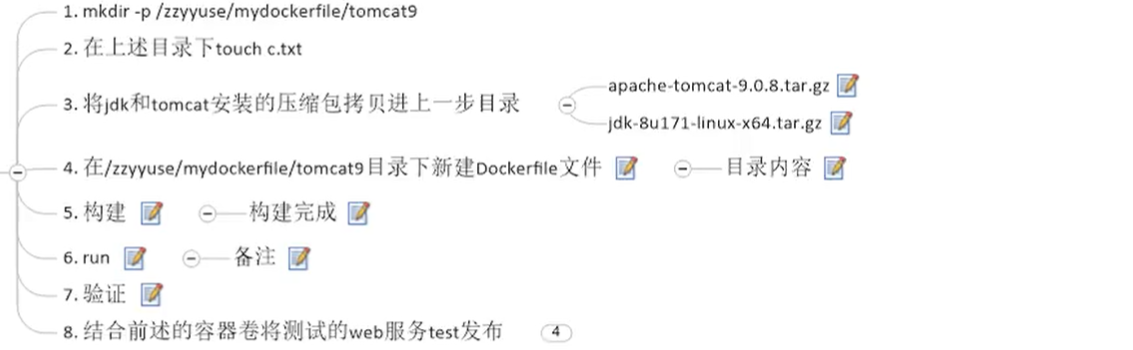 1. mkdir -p /zzyyuse/mydockerfile/tomcat9
2. 在上述目录下touch c.txt
3. 将jdk和tomcat安装的压缩包拷贝进上一步目录
apache-tomcat-9.0.8.tar.gz
jdk-8u171-linux-x64.tar.gz
4. 在/zzyyuse/mydockerfile/tomcat9目录下新建Dockerfile文件 目录内容
5. 构建 构建完成
6. run 备注
7. 验证
8. 结合前述的容器卷将测试的web服务test发布 4